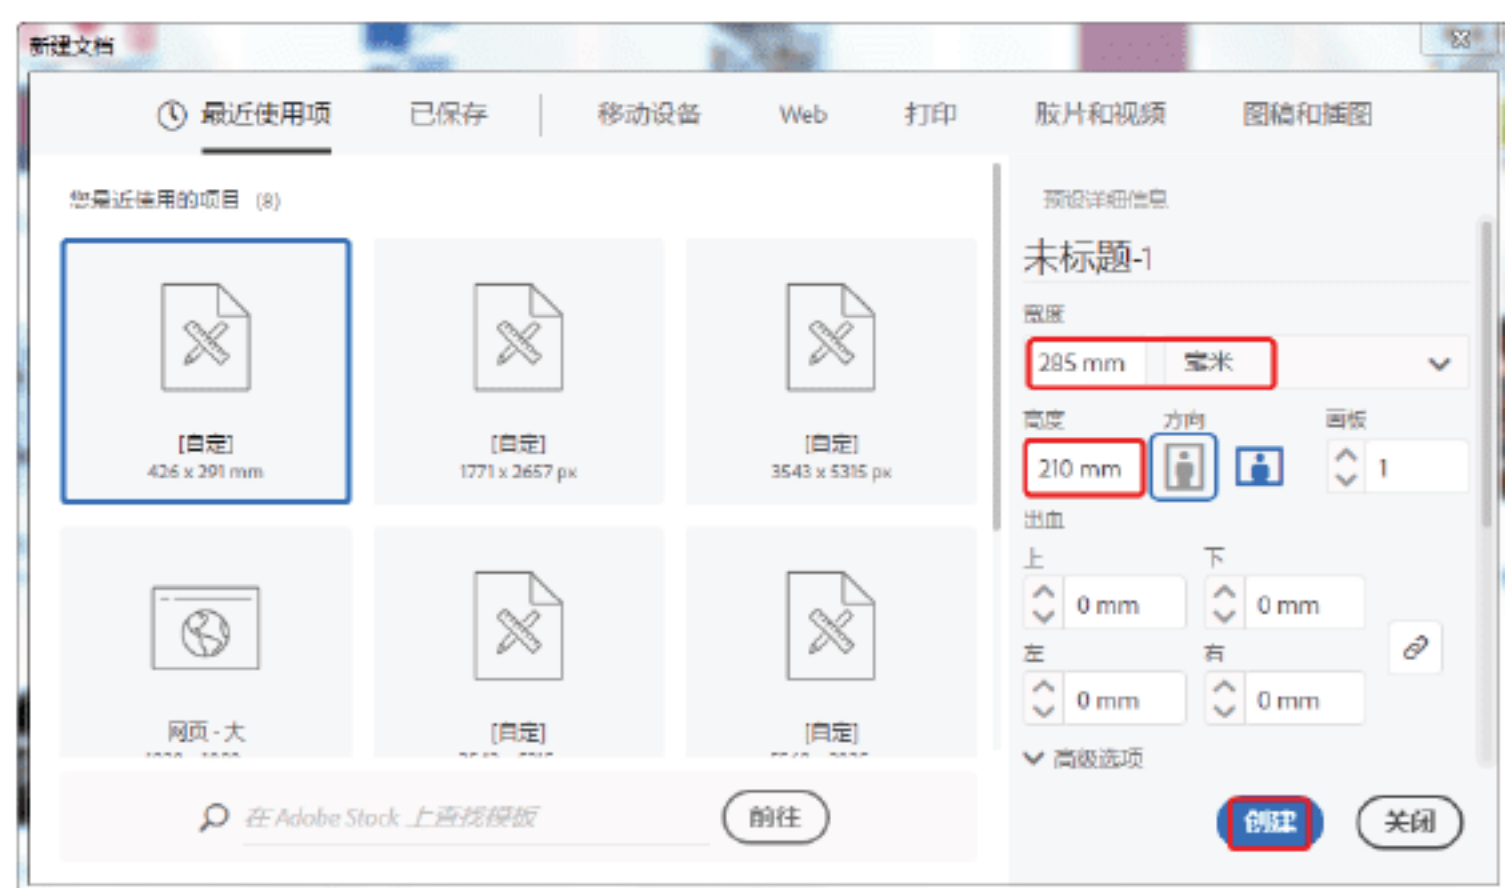 新建文档
最近使用项 已保存 移动设备 Web 打印 胶片和视频 图稿和插图
您最近使用的项目 (8)
[自定]
426 x 291 mm
[自定]
1771 x 2657 px
[自定]
3543 x 5315 px
网页 - 大
[自定]
[自定]
在 Adobe Stock 上查找模板 前往
预设详细信息
未标题-1
宽度
285 mm 毫米
高度 方向 画板
210 mm 1
出血
上 下
0 mm 0 mm
左 右
0 mm 0 mm
高级选项
创建 关闭